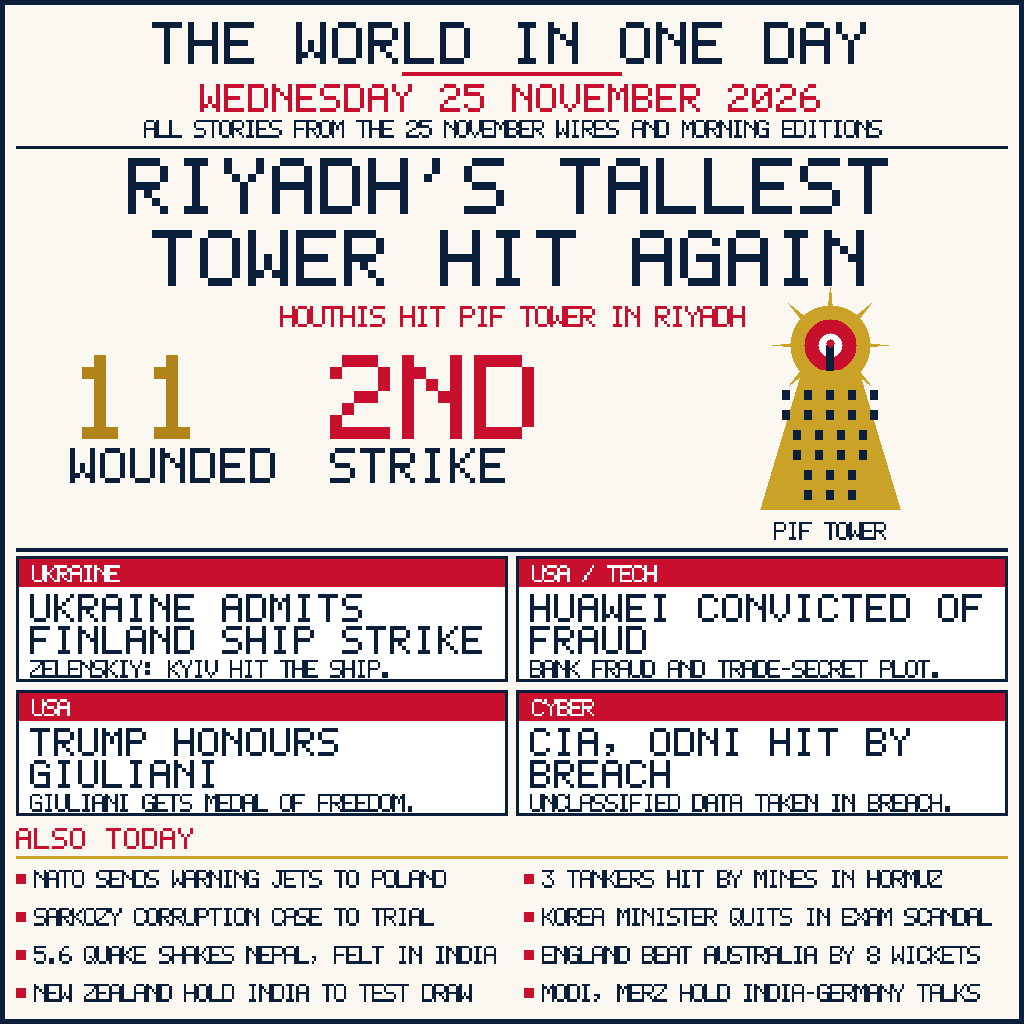 THE WORLD IN ONE DAY
WEDNESDAY 25 NOVEMBER 2026
ALL STORIES FROM THE 25 NOVEMBER WIRES AND MORNING EDITIONS
RIYADH'S TALLEST
TOWER HIT AGAIN
HOUTHIS HIT PIF TOWER IN RIYADH
11
WOUNDED
2ND
STRIKE
PIF TOWER
UKRAINE
UKRAINE ADMITS
FINLAND SHIP STRIKE
ZELENSKIY: KYIV HIT THE SHIP.
USA / TECH
HUAWEI CONVICTED OF
FRAUD
BANK FRAUD AND TRADE-SECRET PLOT.
USA
TRUMP HONOURS
GIULIANI
GIULIANI GETS MEDAL OF FREEDOM.
CYBER
CIA, ODNI HIT BY
BREACH
UNCLASSIFIED DATA TAKEN IN BREACH.
ALSO TODAY
NATO SENDS WARNING JETS TO POLAND
SARKOZY CORRUPTION CASE TO TRIAL
5.6 QUAKE SHAKES NEPAL, FELT IN INDIA
NEW ZEALAND HOLD INDIA TO TEST DRAW
3 TANKERS HIT BY MINES IN HORMUZ
KOREA MINISTER QUITS IN EXAM SCANDAL
ENGLAND BEAT AUSTRALIA BY 8 WICKETS
MODI, MERZ HOLD INDIA-GERMANY TALKS